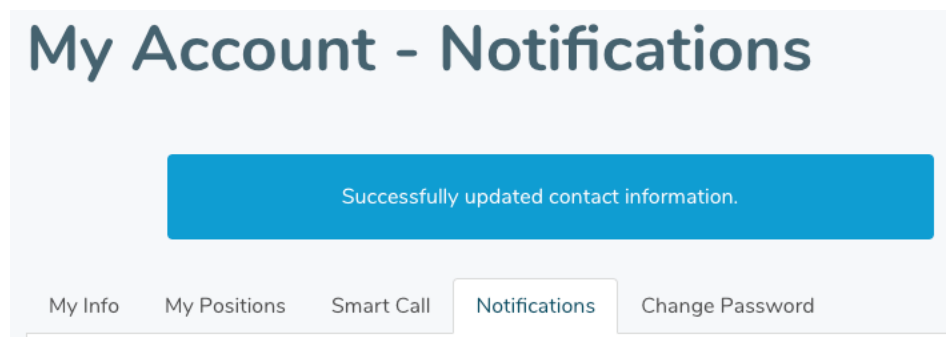 My Account - Notifications
Successfully updated contact information.
My Info My Positions Smart Call Notifications Change Password